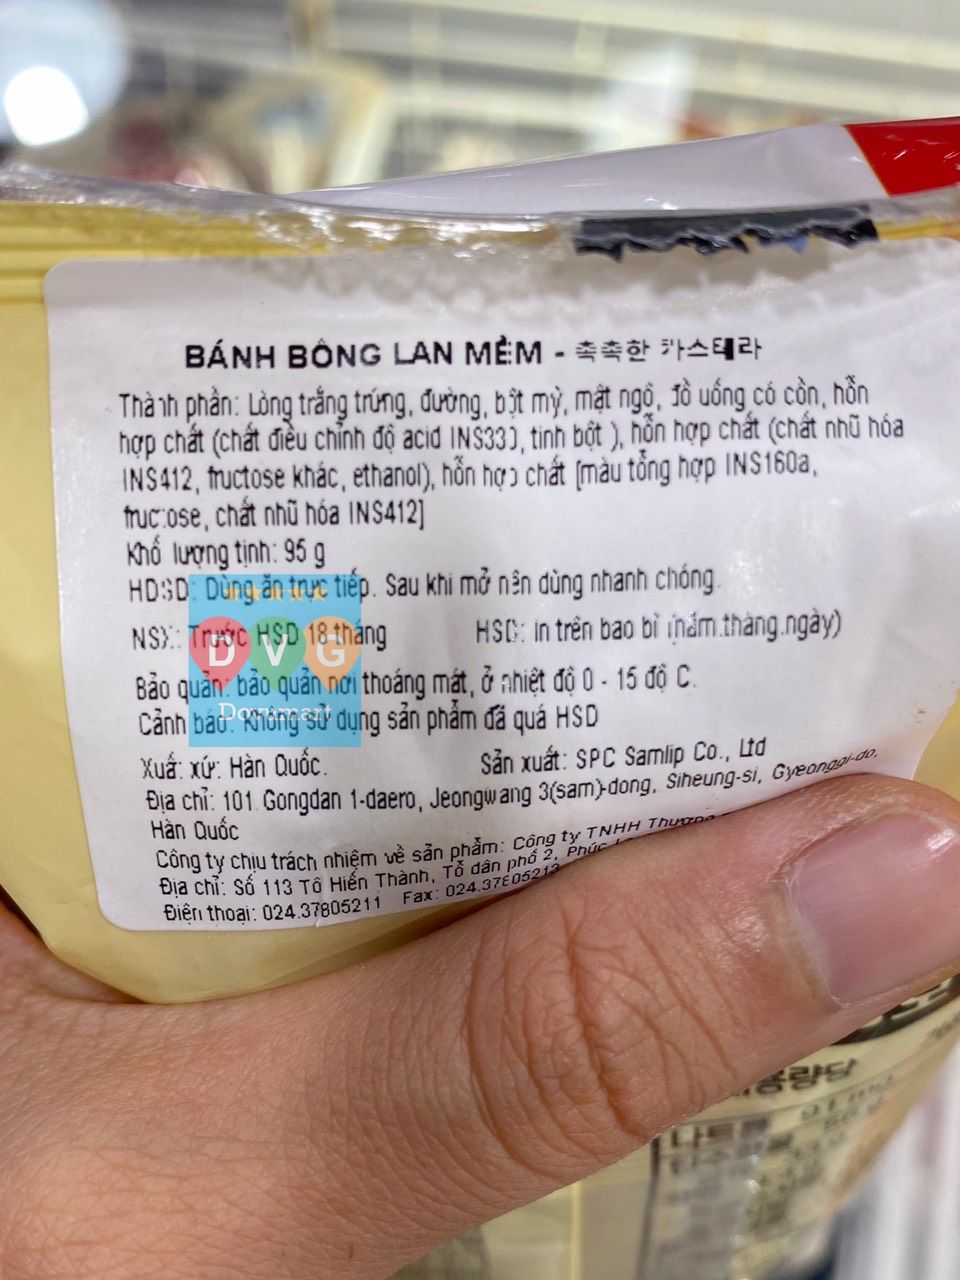 BÁNH BÔNG LAN MỀM - 촉촉한 카스테라
Thành phần: Lòng trắng trứng, đường, bột mỳ, mật ngô, đồ uống có cồn, hỗn
hợp chất (chất điều chỉnh độ acid INS330, tinh bột ), hỗn hợp chất (chất nhũ hóa
INS412, fructose khác, ethanol), hỗn hợp chất [màu tổng hợp INS160a,
fructose, chất nhũ hóa INS412]
Khối lượng tịnh: 95 g
HDSD: Dùng ăn trực tiếp. Sau khi mở nên dùng nhanh chóng.
NSX: Trước HSD 18 tháng HSD: in trên bao bì (năm.tháng.ngày)
DVG
Bảo quản: bảo quản nơi thoáng mát, ở nhiệt độ 0 - 15 độ C.
Dovumart
Cảnh báo: Không sử dụng sản phẩm đã quá HSD
Xuất xứ: Hàn Quốc. Sản xuất: SPC Samlip Co., Ltd
Địa chỉ: 101 Gongdan 1-daero, Jeongwang 3(sam)-dong, Siheung-si, Gyeonggi-do,
Hàn Quốc
Công ty chịu trách nhiệm về sản phẩm: Công ty TNHH Thương
Địa chỉ: Số 113 Tô Hiến Thành, Tổ dân phố 2, Phúc
Điện thoại: 024.37805211 Fax: 024.37805213
나트륨
탄수화물